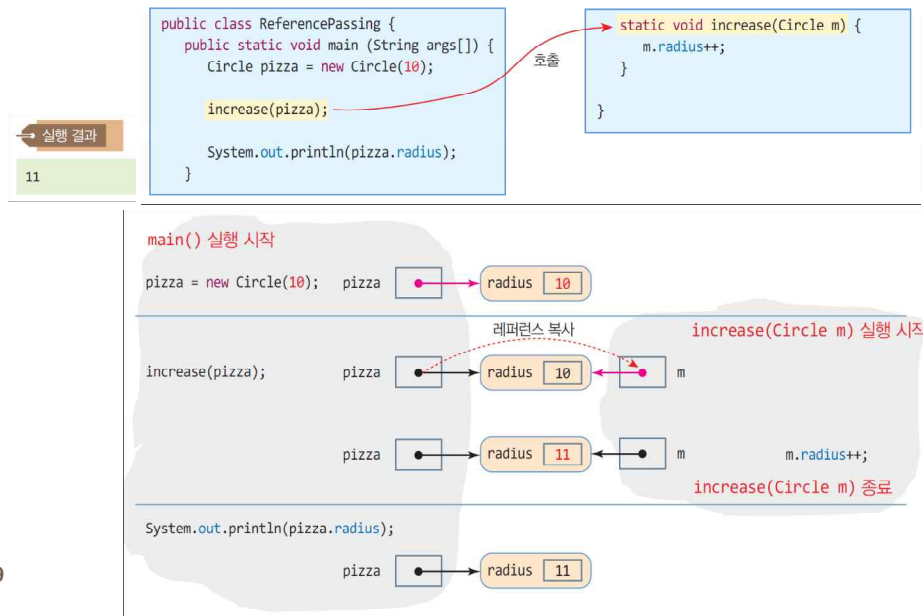 public class ReferencePassing {
public static void main (String args[]) {
Circle pizza = new Circle(10);
increase(pizza);
System.out.println(pizza.radius);
}
호출
static void increase(Circle m) {
m.radius++;
}
}
실행 결과
11
main() 실행 시작
pizza = new Circle(10); pizza radius 10
레퍼런스 복사 increase(Circle m) 실행 시작
increase(pizza); pizza radius 10 m
pizza radius 11 m m.radius++;
increase(Circle m) 종료
System.out.println(pizza.radius);
pizza radius 11
9